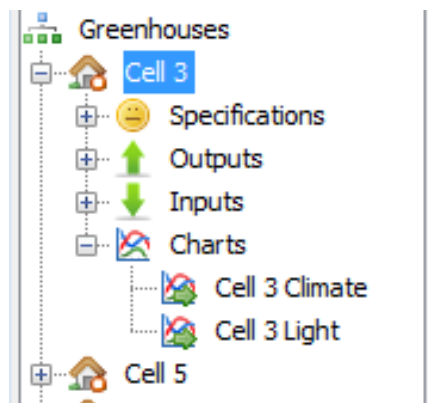 Greenhouses
Cell 3
Specifications
Outputs
Inputs
Charts
Cell 3 Climate
Cell 3 Light
Cell 5